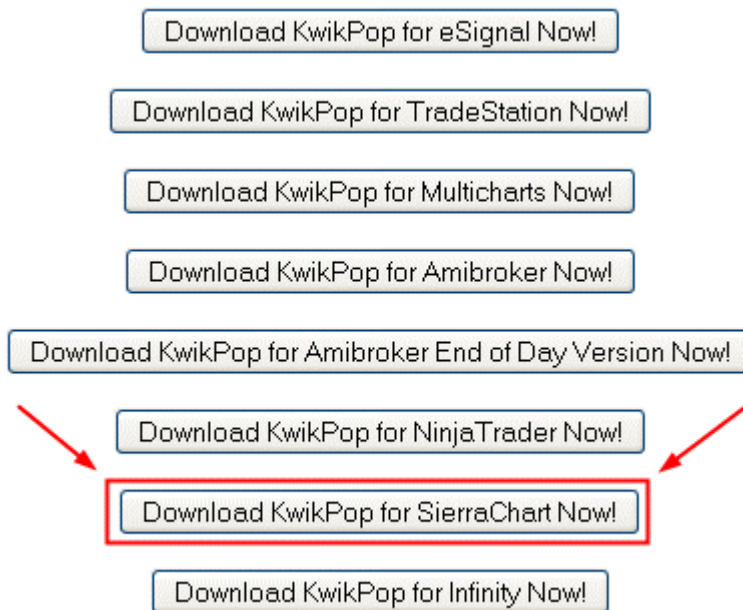 Download KwikPop for eSignal Now!
Download KwikPop for TradeStation Now!
Download KwikPop for Multicharts Now!
Download KwikPop for Amibroker Now!
Download KwikPop for Amibroker End of Day Version Now!
Download KwikPop for NinjaTrader Now!
Download KwikPop for SierraChart Now!
Download KwikPop for Infinity Now!